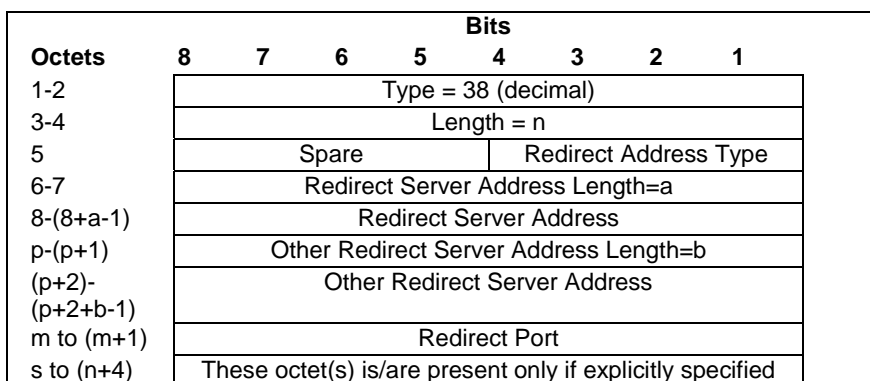 Bits
Octets 8 7 6 5 4 3 2 1
1-2 Type = 38 (decimal)
3-4 Length = n
5 Spare Redirect Address Type
6-7 Redirect Server Address Length=a
8-(8+a-1) Redirect Server Address
p-(p+1) Other Redirect Server Address Length=b
(p+2)- Other Redirect Server Address
(p+2+b-1)
m to (m+1) Redirect Port
s to (n+4) These octet(s) is/are present only if explicitly specified